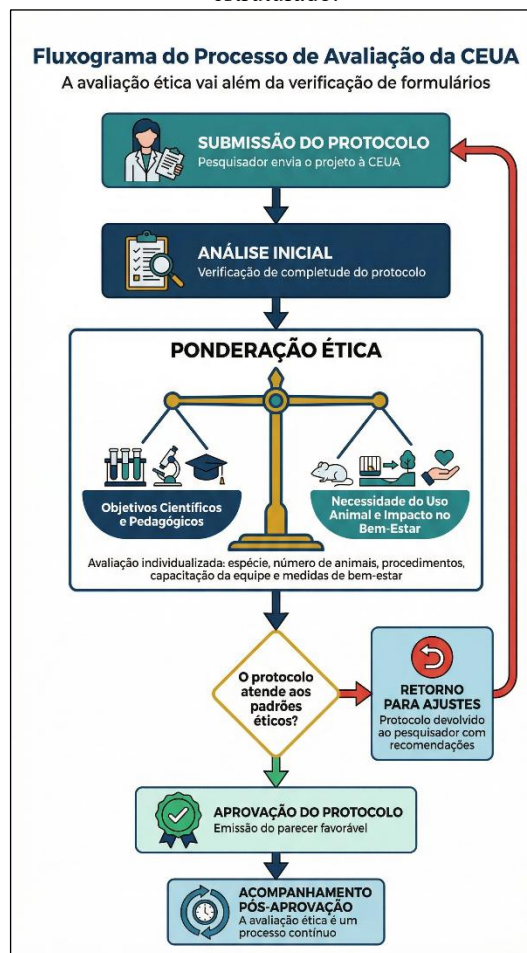 Fluxograma do Processo de Avaliação da CEUA
A avaliação ética vai além da verificação de formulários
SUBMISSÃO DO PROTOCOLO
Pesquisador envia o projeto à CEUA
ANÁLISE INICIAL
Verificação de completude do protocolo
PONDERAÇÃO ÉTICA
Objetivos Científicos
e Pedagógicos
Necessidade do Uso
Animal e Impacto no
Bem-Estar
Avaliação individualizada: espécie, número de animais, procedimentos,
capacitação da equipe e medidas de bem-estar
O protocolo
atende aos
padrões
éticos?
RETORNO
PARA AJUSTES
Protocolo devolvido
ao pesquisador com
recomendações
APROVAÇÃO DO PROTOCOLO
Emissão do parecer favorável
ACOMPANHAMENTO
PÓS-APROVAÇÃO
A avaliação ética é um
processo contínuo